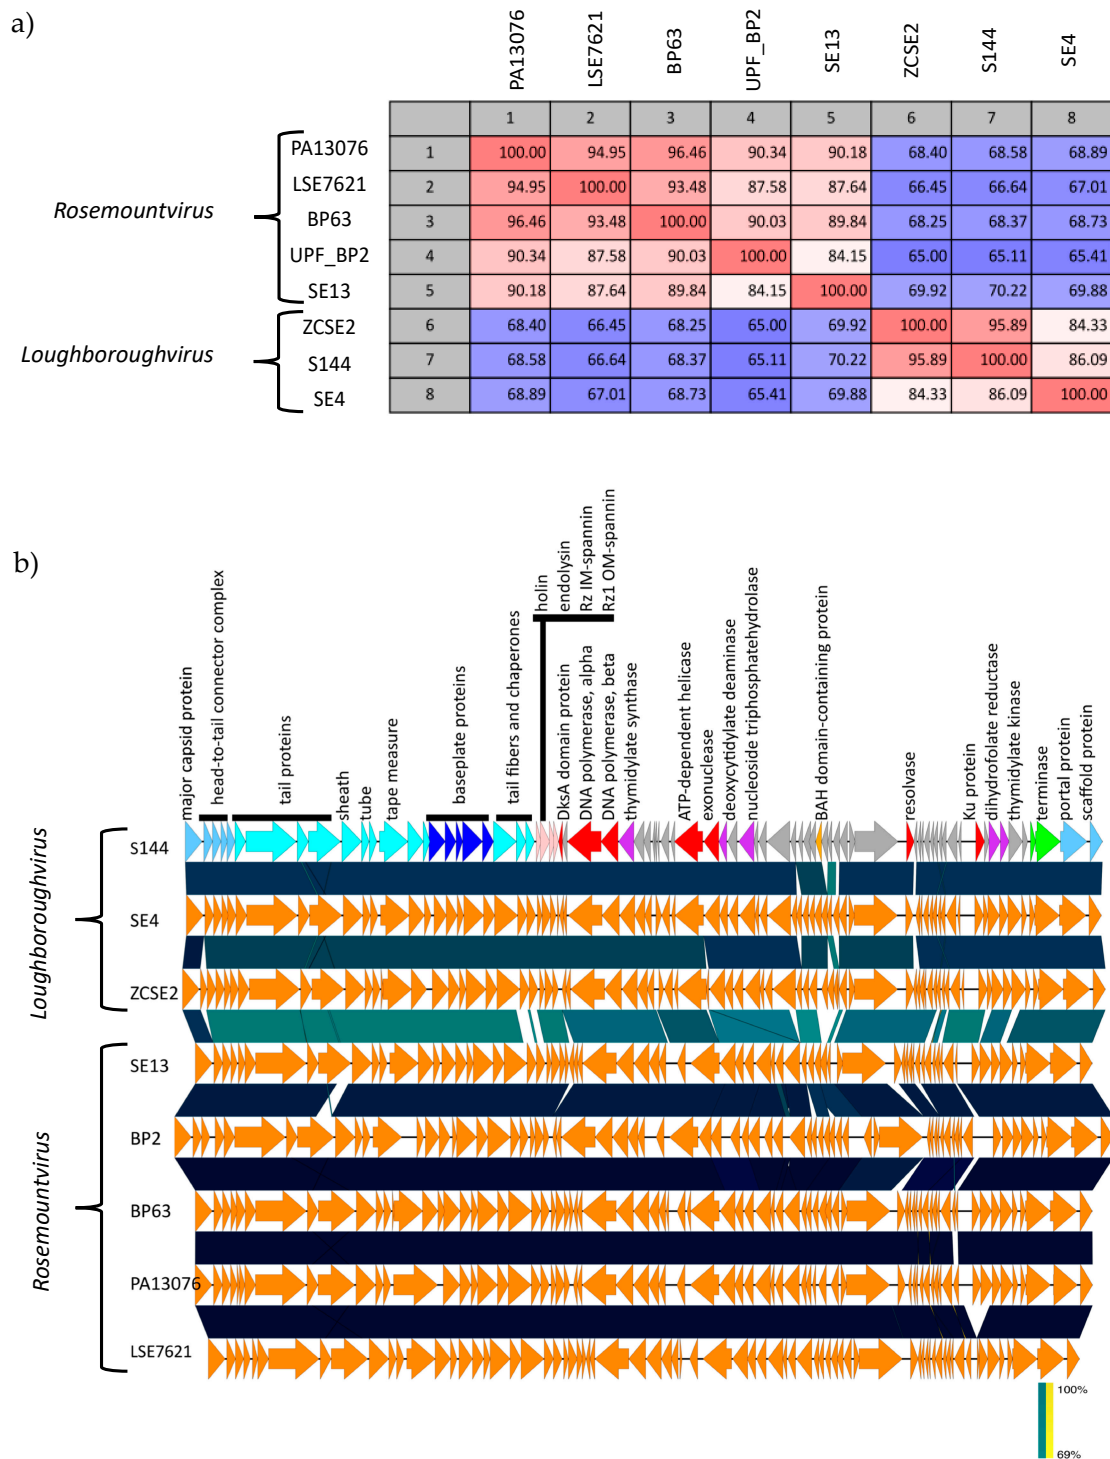 a)
PA13076 LSE7621 BP63 UPF_BP2 SE13 ZCSE2 S144 SE4
1 2 3 4 5 6 7 8
Rosemountvirus
PA13076 1 100.00 94.95 96.46 90.34 90.18 68.40 68.58 68.89
LSE7621 2 94.95 100.00 93.48 87.58 87.64 66.45 66.64 67.01
BP63 3 96.46 93.48 100.00 90.03 89.84 68.25 68.37 68.73
UPF_BP2 4 90.34 87.58 90.03 100.00 84.15 65.00 65.11 65.41
SE13 5 90.18 87.64 89.84 84.15 100.00 69.92 70.22 69.88
Loughboroughvirus
ZCSE2 6 68.40 66.45 68.25 65.00 69.92 100.00 95.89 84.33
S144 7 68.58 66.64 68.37 65.11 70.22 95.89 100.00 86.09
SE4 8 68.89 67.01 68.73 65.41 69.88 84.33 86.09 100.00
b)
major capsid protein
head-to-tail connector complex
tail proteins
sheath
tube
tape measure
baseplate proteins
tail fibers and chaperones
holin
endolysin
Rz IM-spannin
Rz1 OM-spannin
DksA domain protein
DNA polymerase, alpha
DNA polymerase, beta
thymidylate synthase
ATP-dependent helicase
exonuclease
deoxycytidylate deaminase
nucleoside triphosphatehydrolase
BAH domain-containing protein
resolvase
Ku protein
dihydrofolate reductase
thymidylate kinase
terminase
portal protein
scaffold protein
Loughboroughvirus
S144
SE4
ZCSE2
Rosemountvirus
SE13
BP2
BP63
PA13076
LSE7621
100%
69%